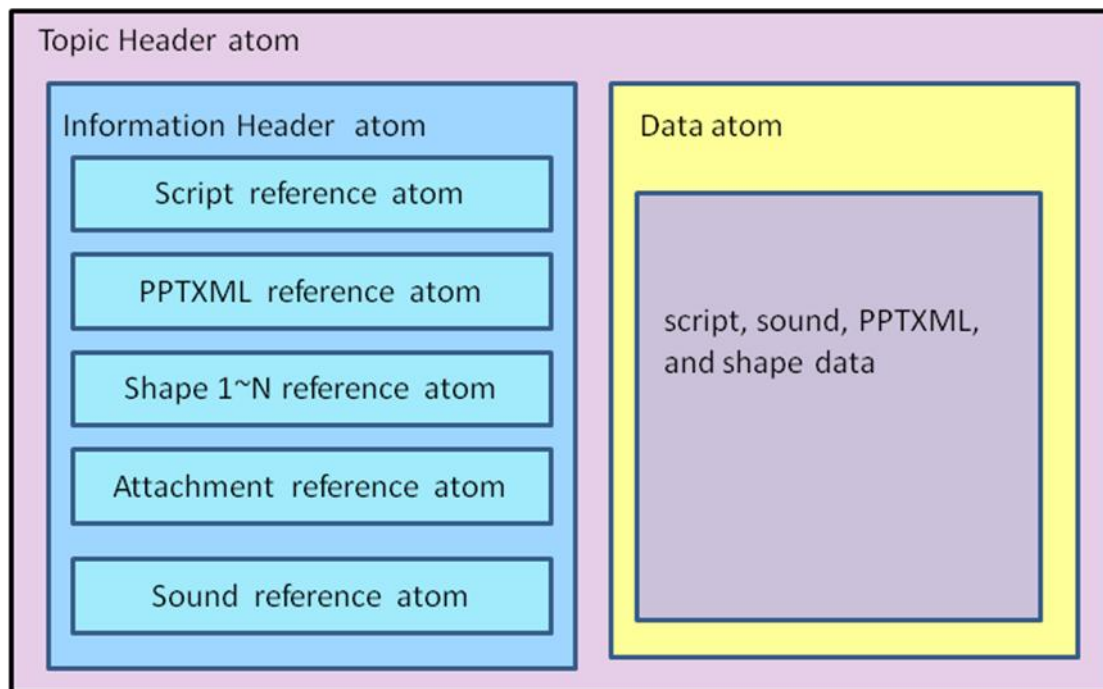 Topic Header atom
Information Header atom
Script reference atom
PPTXML reference atom
Shape 1~N reference atom
Attachment reference atom
Sound reference atom
Data atom
script, sound, PPTXML,
and shape data